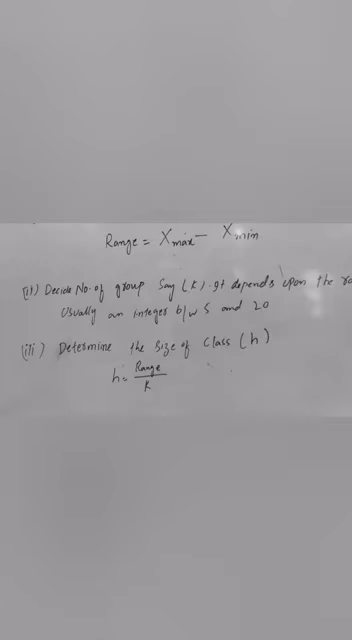 Range = Xmax - Xmin
(ii) Decide No. of group Say (K). It depends upon the
Usually an integer b/w 5 and 20
(iii) Determine the size of class (h)
h = Range / K